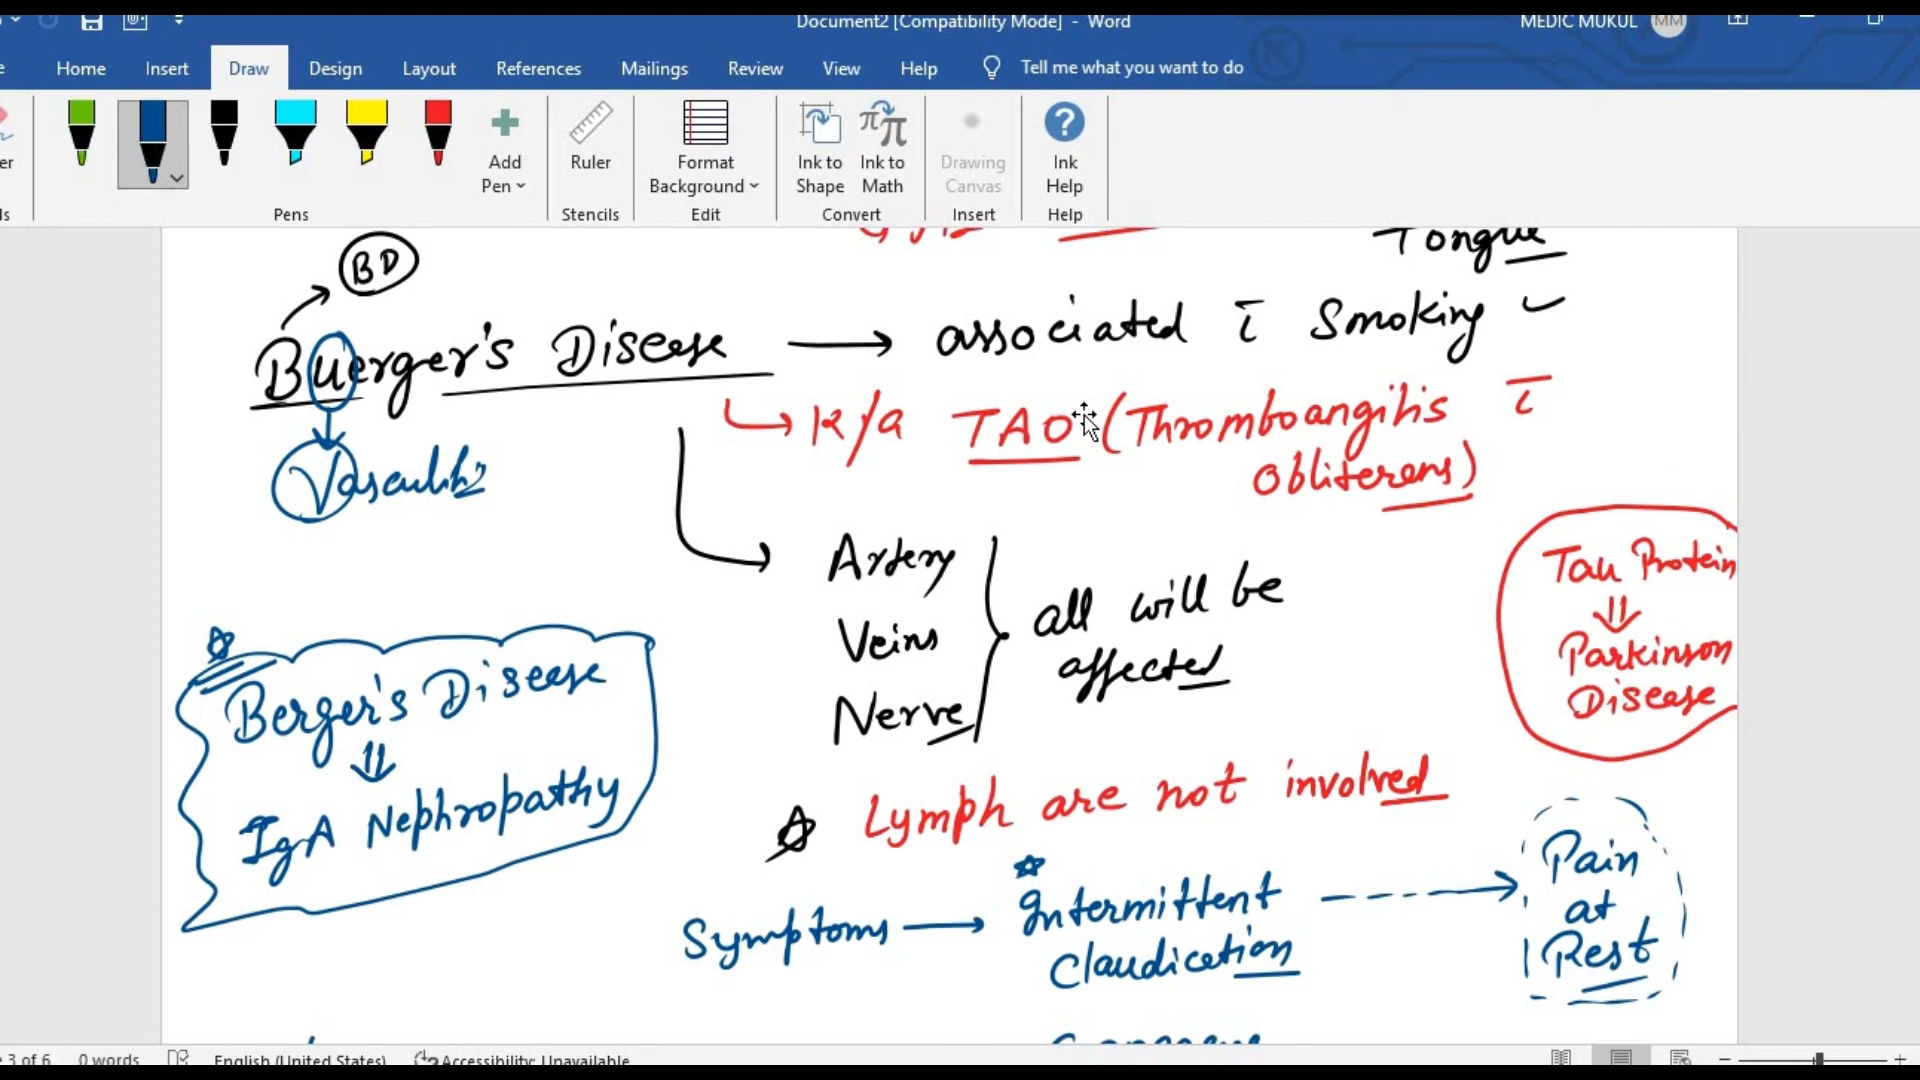 Document2 [Compatibility Mode] - Word
MEDIC MUKUL MM
Home Insert Draw Design Layout References Mailings Review View Help Tell me what you want to do
Add Pen
Ruler
Format Background
Ink to Shape
Ink to Math
Drawing Canvas
Ink Help
Pens Stencils Edit Convert Insert Help
Tongue
BD
Buerger's Disease → associated c̄ Smoking
↳ K/a TAO (Thromboangitis c̄
Obliterans)
Vasculitis
Artery
Veins
Nerve
all will be
affected
Tau Protein
⇓
Parkinson
Disease
Berger's Disease
⇓
IgA Nephropathy
Lymph are not involved
Symptoms → Intermittent
Claudication
Pain
at
Rest
3 of 6 0 words English (United States) Accessibility: Unavailable